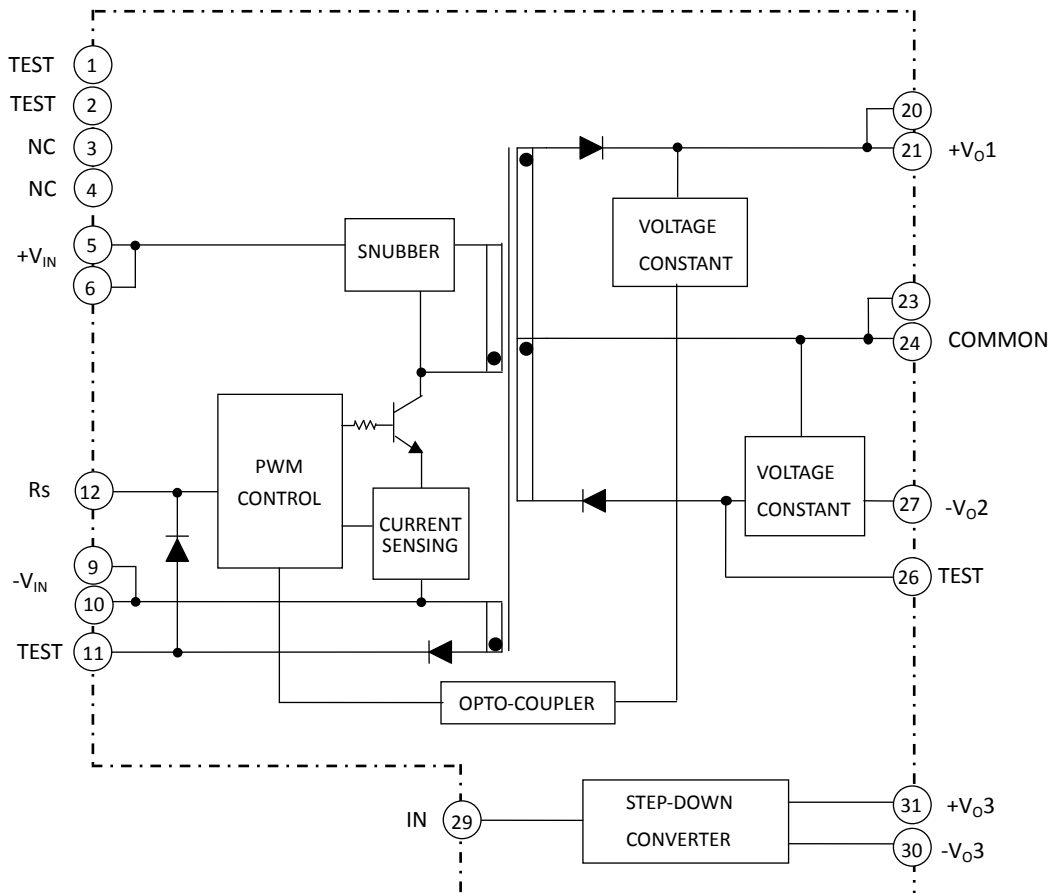 TEST 1
TEST 2
NC 3
NC 4
+VIN 5
6
SNUBBER
PWM
CONTROL
Rs 12
CURRENT
SENSING
-VIN 9
10
TEST 11
OPTO-COUPLER
VOLTAGE
CONSTANT
20
21 +VO1
23
24 COMMON
VOLTAGE
CONSTANT
27 -VO2
26 TEST
IN 29
STEP-DOWN
CONVERTER
31 +VO3
30 -VO3